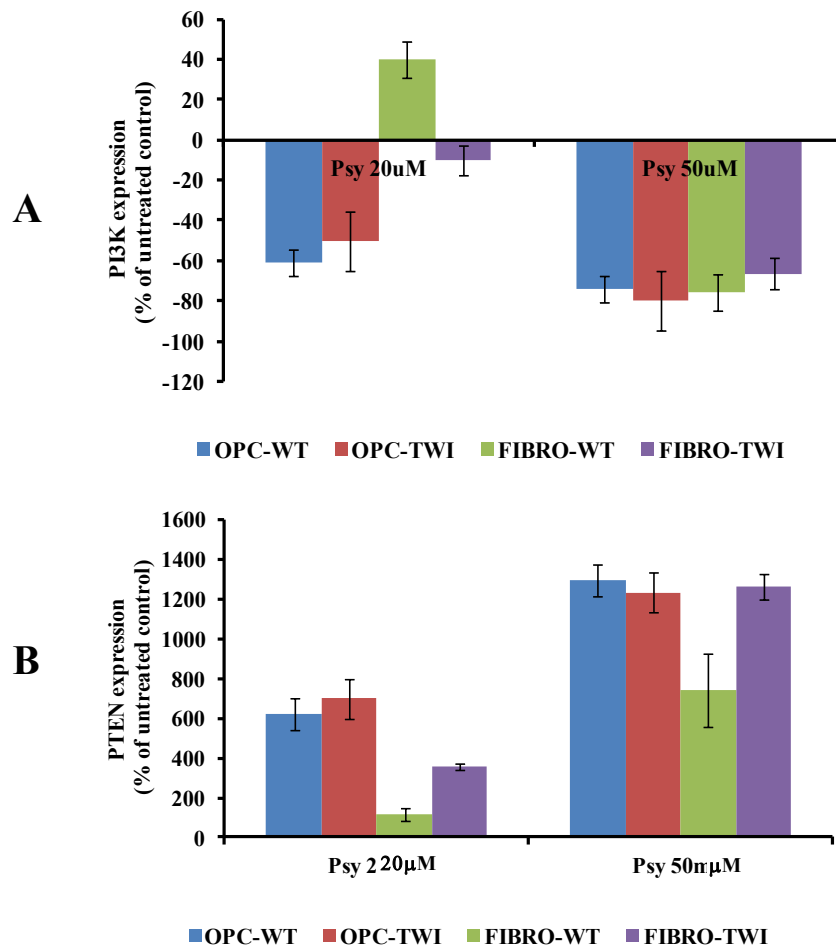 A
PI3K expression
(% of untreated control)
60
40
20
0
-20
-40
-60
-80
-100
-120
Psy 20uM
Psy 50uM
OPC-WT
OPC-TWI
FIBRO-WT
FIBRO-TWI
B
PTEN expression
(% of untreated control)
1600
1400
1200
1000
800
600
400
200
0
Psy 2 20µM
Psy 50mµM
OPC-WT
OPC-TWI
FIBRO-WT
FIBRO-TWI